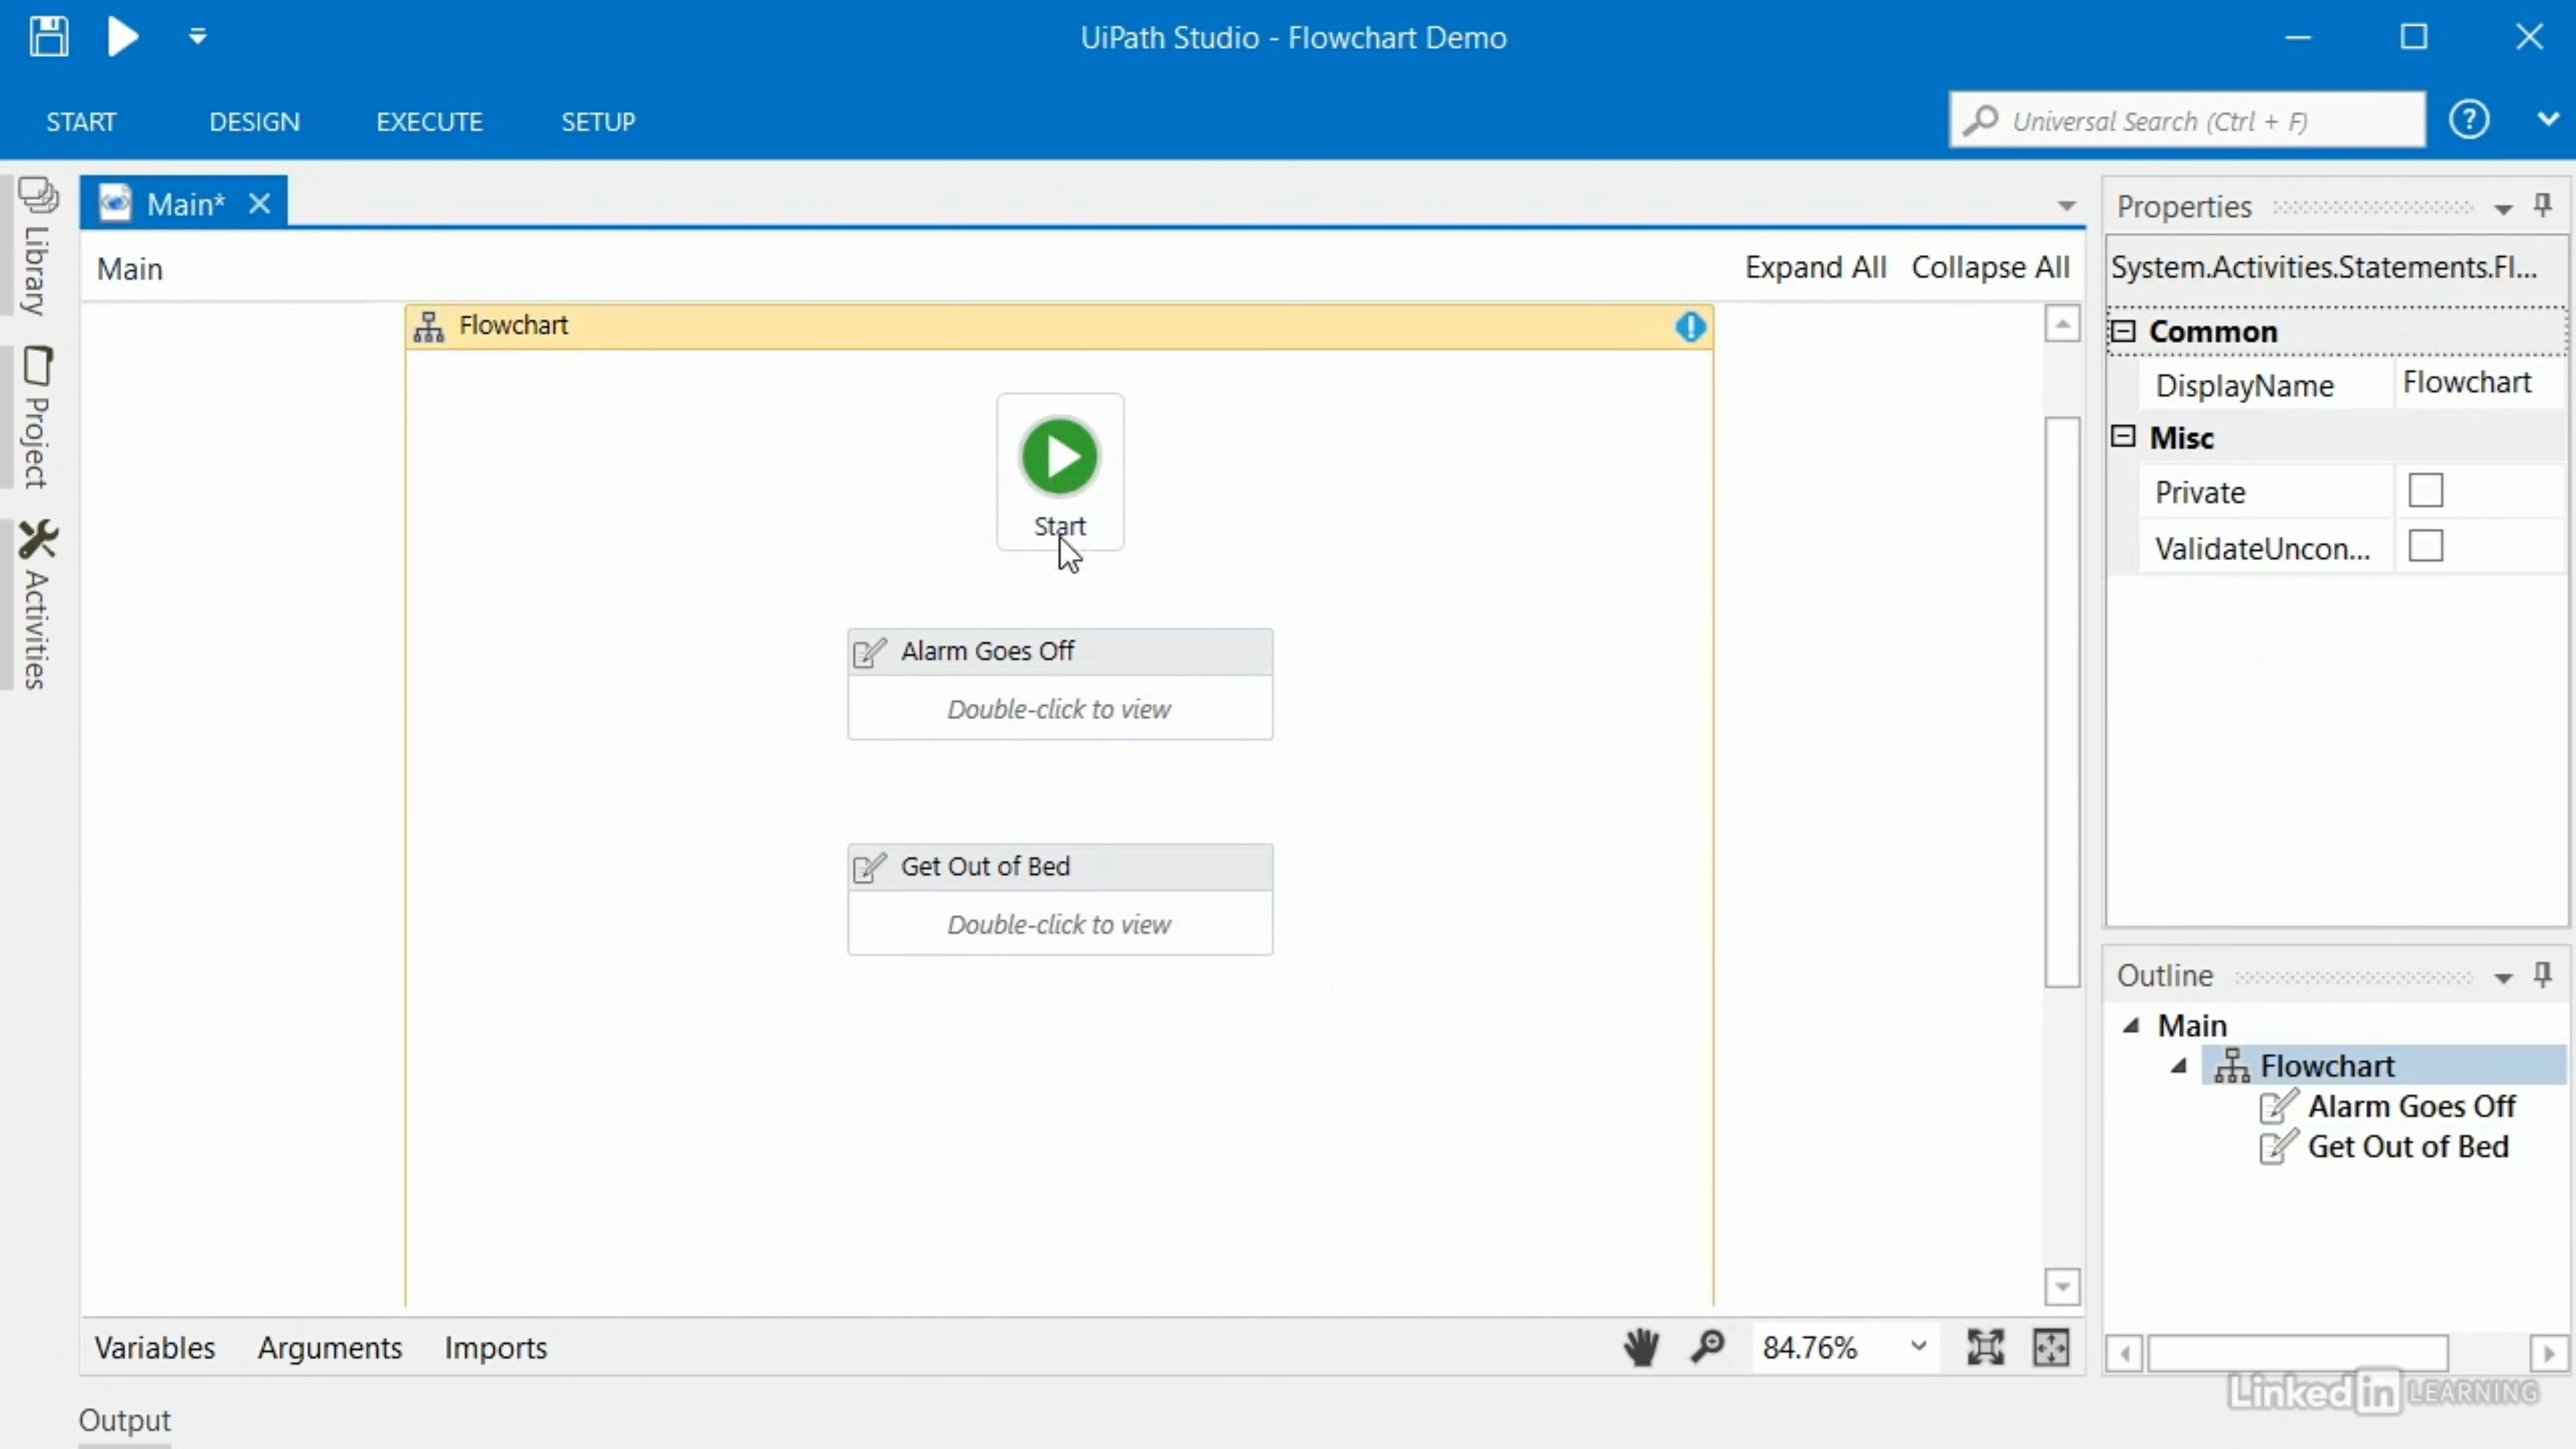 UiPath Studio - Flowchart Demo
START
DESIGN
EXECUTE
SETUP
Universal Search (Ctrl + F)
Library
Project
Activities
Main*
Main
Expand All
Collapse All
Flowchart
Start
Alarm Goes Off
Double-click to view
Get Out of Bed
Double-click to view
Variables
Arguments
Imports
84.76%
Output
Properties
System.Activities.Statements.Fl...
Common
DisplayName Flowchart
Misc
Private
ValidateUncon...
Outline
Main
Flowchart
Alarm Goes Off
Get Out of Bed
Linked in LEARNING